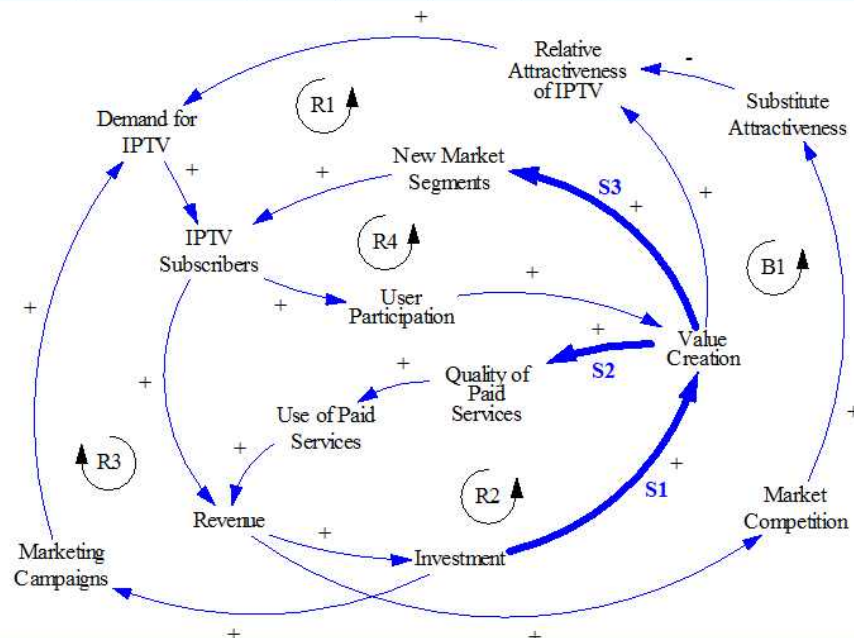 +
Relative
Attractiveness
of IPTV
-
Substitute
Attractiveness
R1
Demand for
IPTV
+
New Market
Segments
+
S3
+
+
IPTV
Subscribers
R4
B1
+
User
Participation
+
+
+
Value
Creation
+
S2
+
Quality of
Paid
Services
Use of Paid
Services
+
+
+
R3
R2
S1
Revenue
+
Investment
Market
Competition
Marketing
Campaigns
+
+